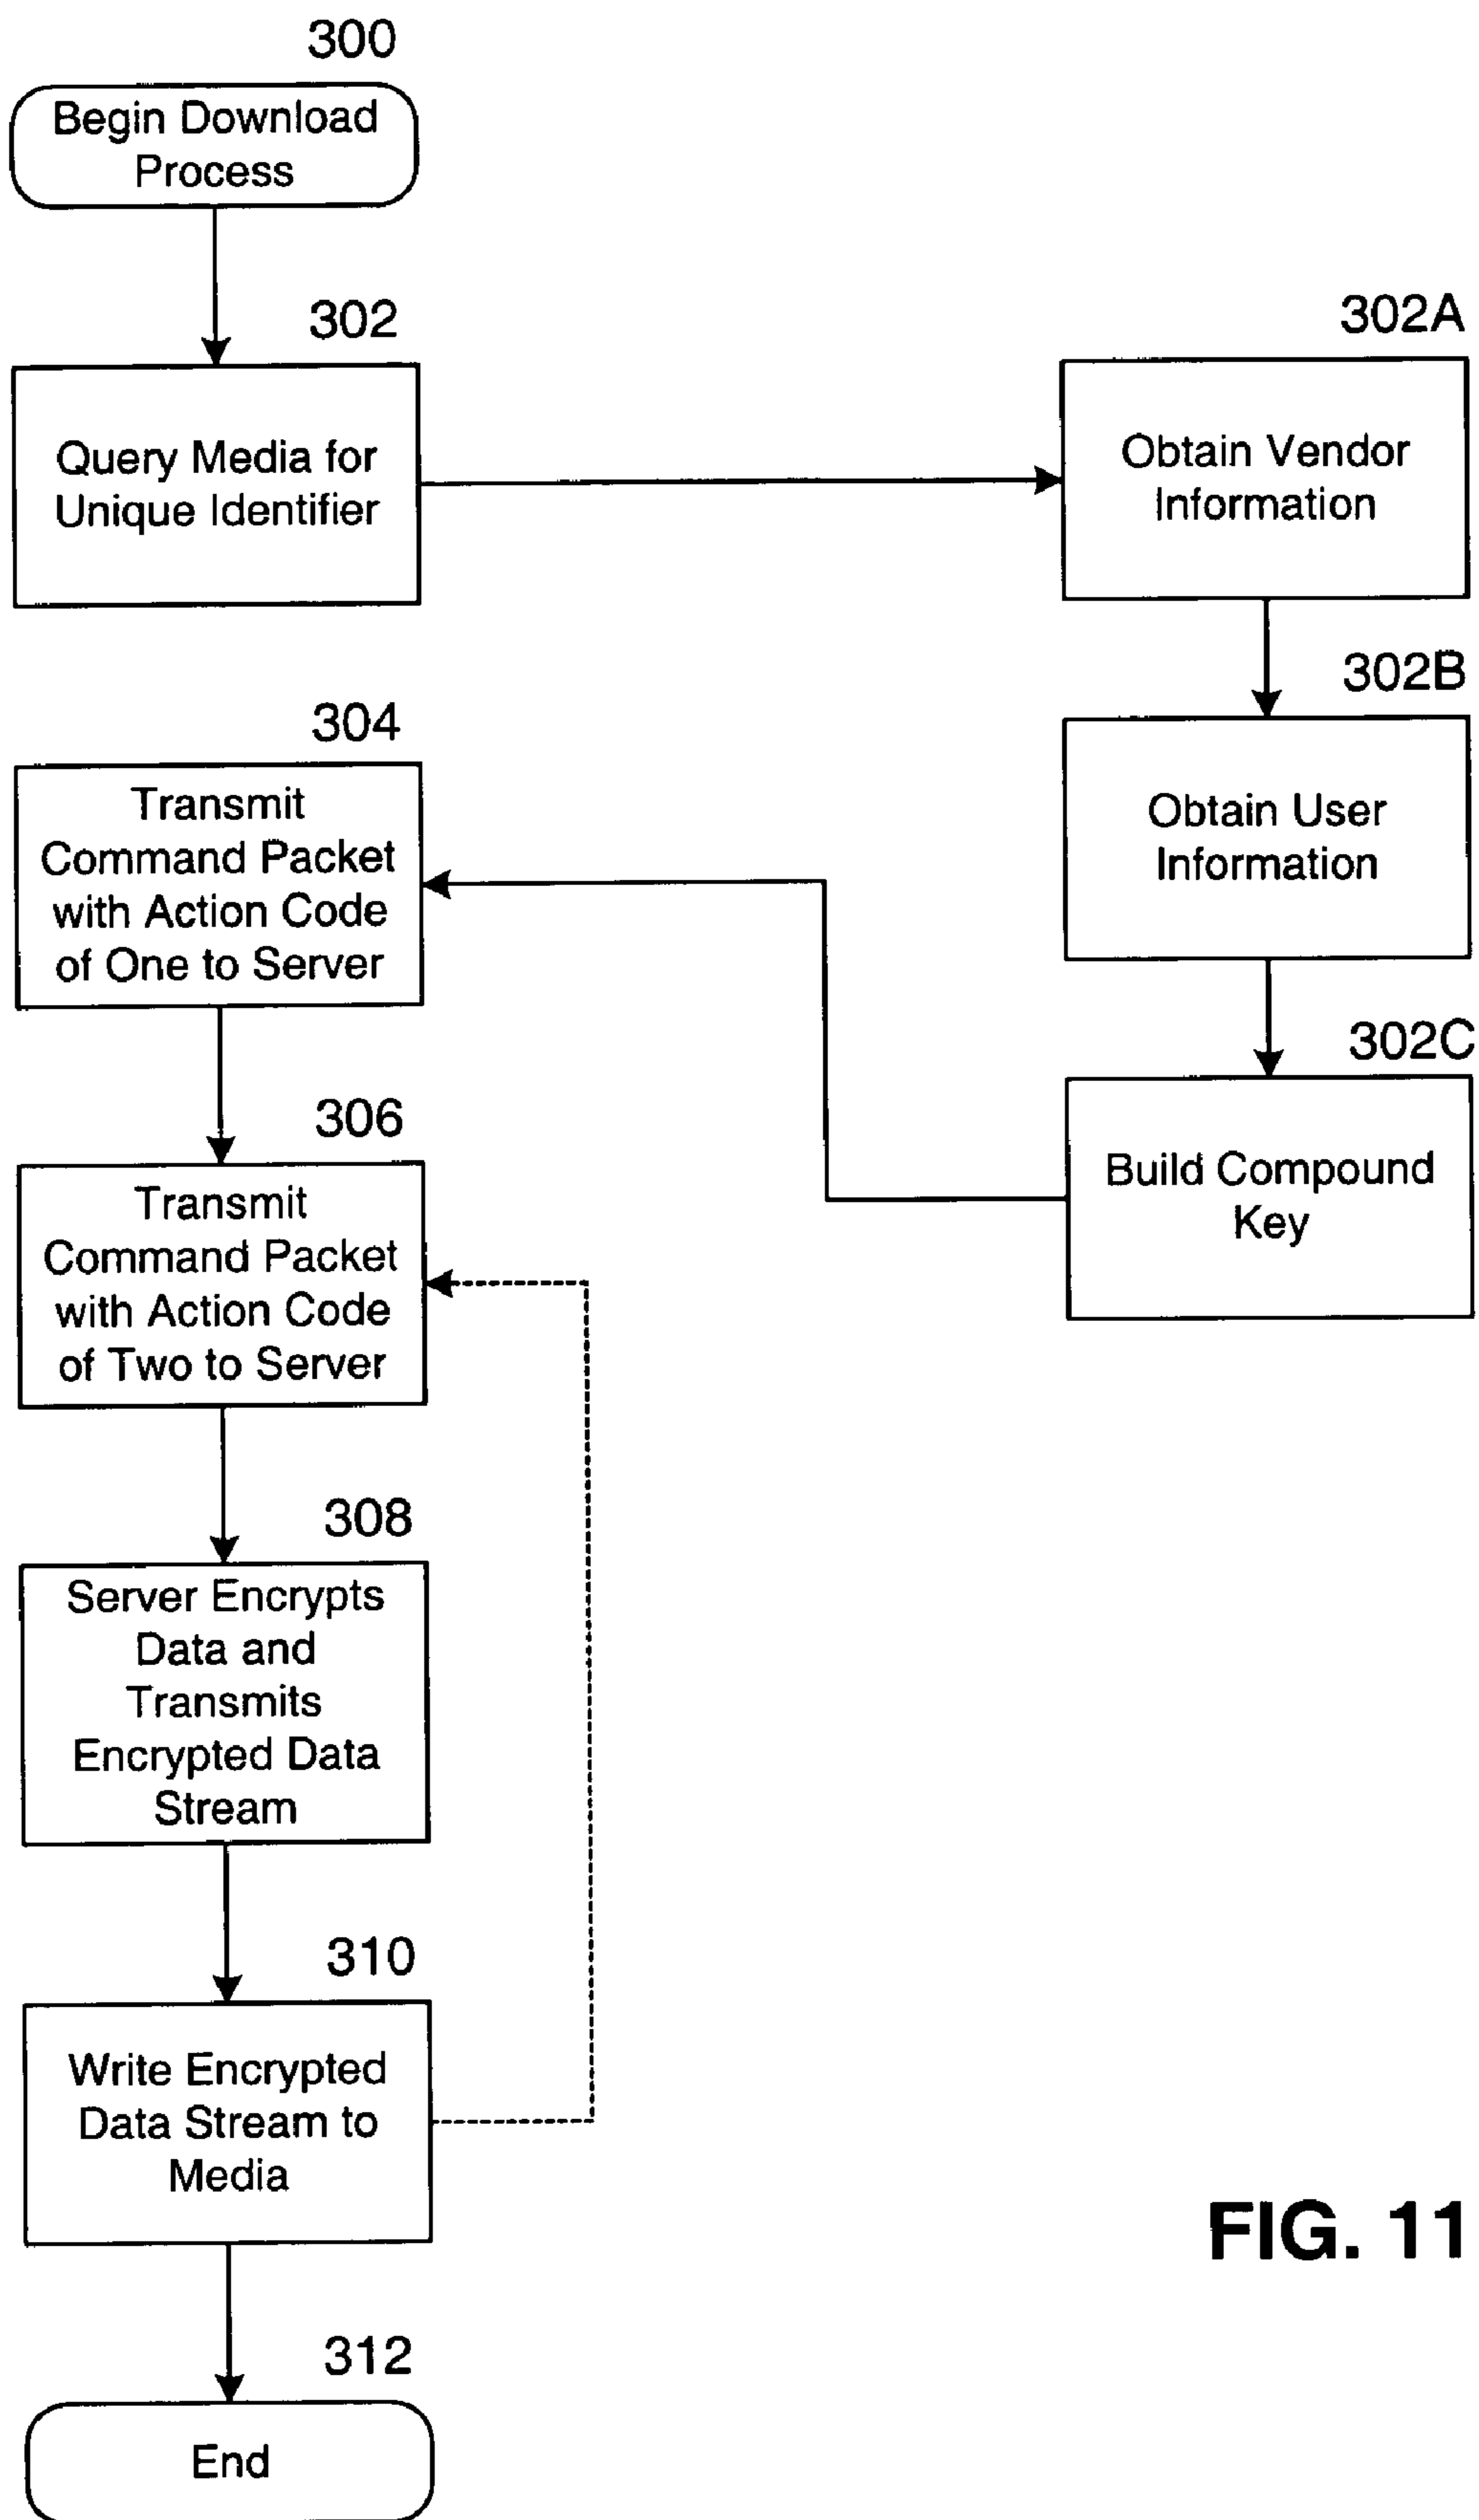 300
Begin Download
Process
302
Query Media for
Unique Identifier
302A
Obtain Vendor
Information
302B
Obtain User
Information
302C
Build Compound
Key
304
Transmit
Command Packet
with Action Code
of One to Server
306
Transmit
Command Packet
with Action Code
of Two to Server
308
Server Encrypts
Data and
Transmits
Encrypted Data
Stream
310
Write Encrypted
Data Stream to
Media
312
End
FIG. 11